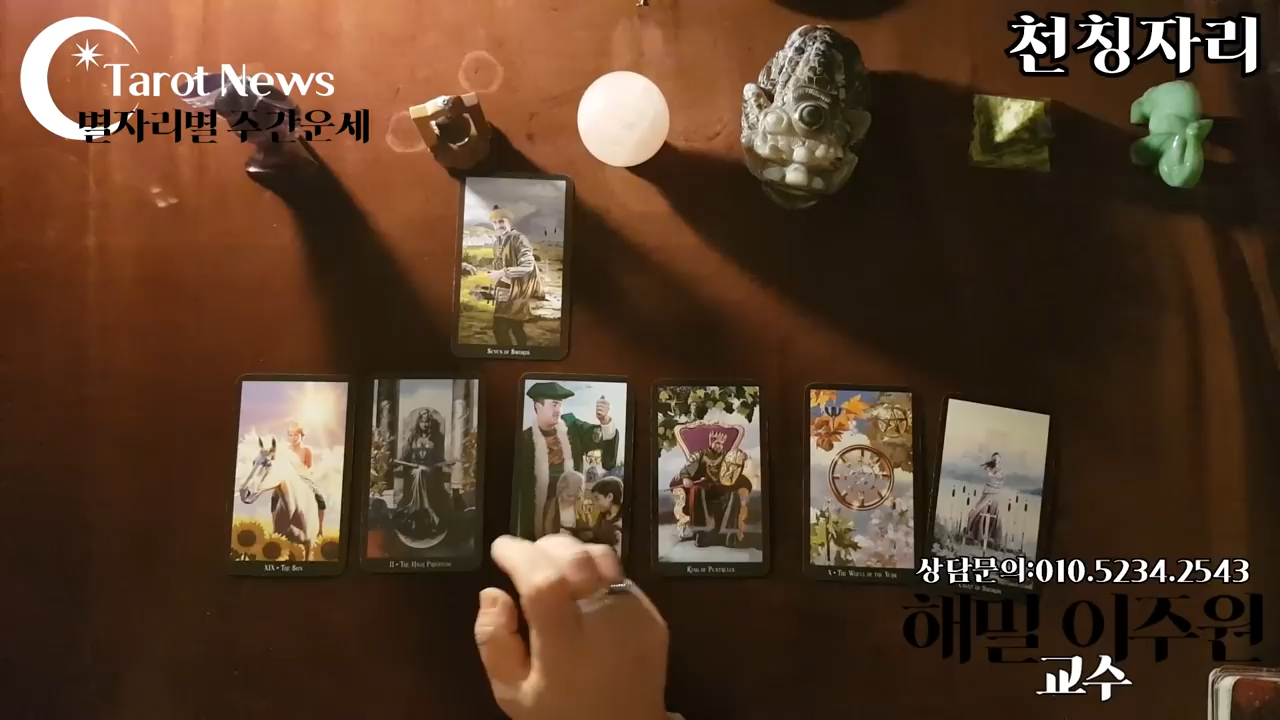 Tarot News
별자리별 주간운세
천칭자리
Seven of Swords
XIX • The Sun
II • The High Priestess
King of Pentacles
X • The Wheel of the Year
상담문의:010.5234.2543
해밀 이주원
교수